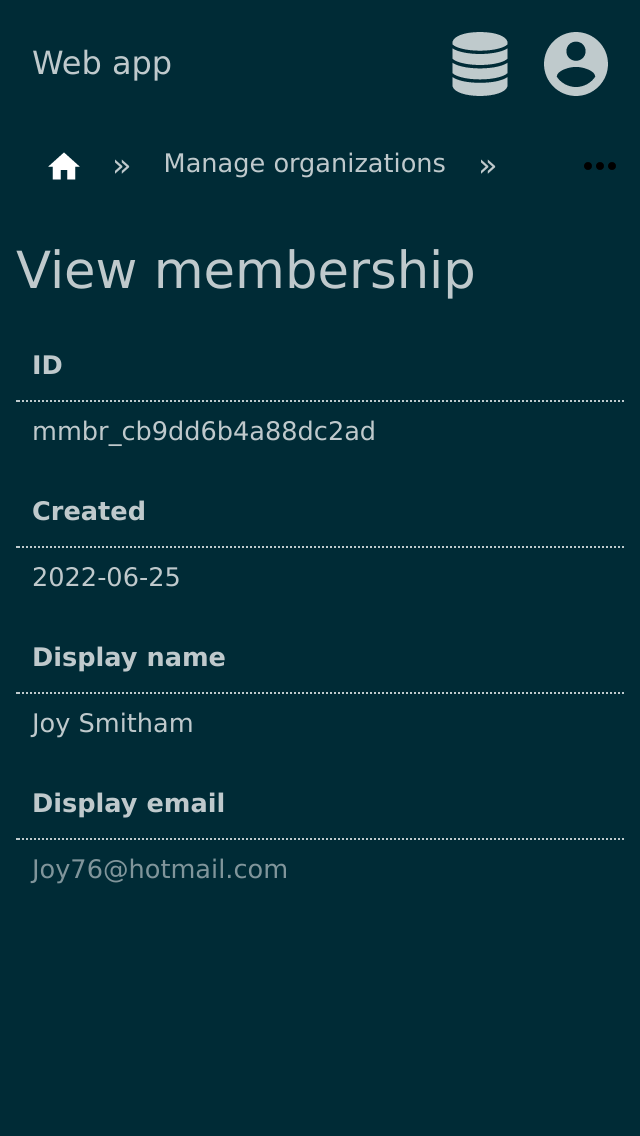 Web app
» Manage organizations » •••
View membership
ID
mmbr_cb9dd6b4a88dc2ad
Created
2022-06-25
Display name
Joy Smitham
Display email
Joy76@hotmail.com